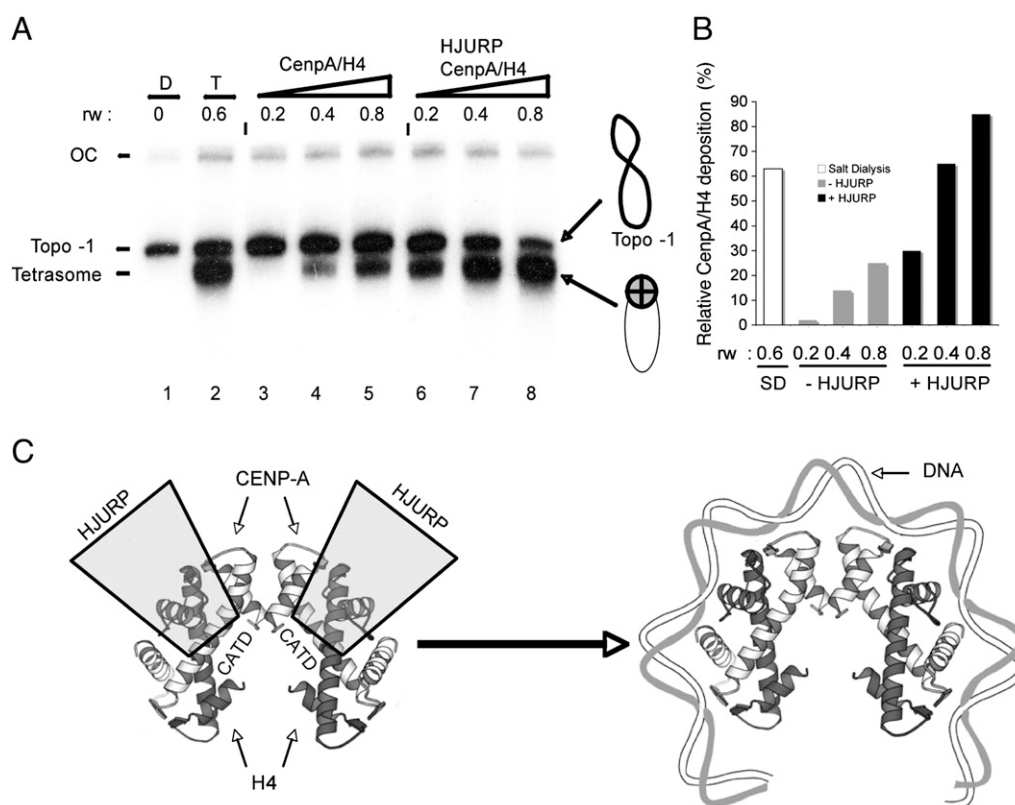 A
D T CenpA/H4 HJURP CenpA/H4
rw : 0 0.6 0.2 0.4 0.8 0.2 0.4 0.8
OC
Topo -1
Tetrasome
Topo -1
1 2 3 4 5 6 7 8
B
Relative CenpA/H4 deposition (%)
90
80
70
60
50
40
30
20
10
0
Salt Dialysis
- HJURP
+ HJURP
rw : 0.6 0.2 0.4 0.8 0.2 0.4 0.8
SD - HJURP + HJURP
C
HJURP
CENP-A
HJURP
CATD
CATD
H4
DNA